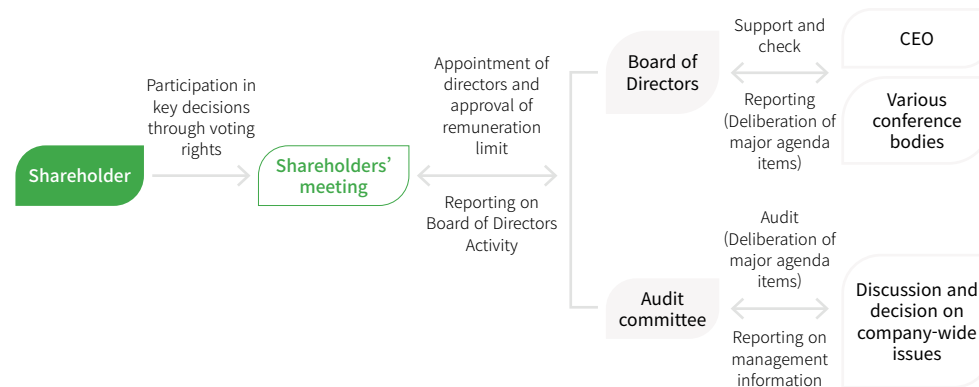 Shareholder
Participation in
key decisions
through voting
rights
Shareholders’
meeting
Appointment of
directors and
approval of
remuneration
limit
Reporting on
Board of Directors
Activity
Board of
Directors
Support and
check
Reporting
(Deliberation of
major agenda
items)
CEO
Various
conference
bodies
Audit
committee
Audit
(Deliberation of
major agenda
items)
Reporting on
management
information
Discussion and
decision on
company-wide
issues